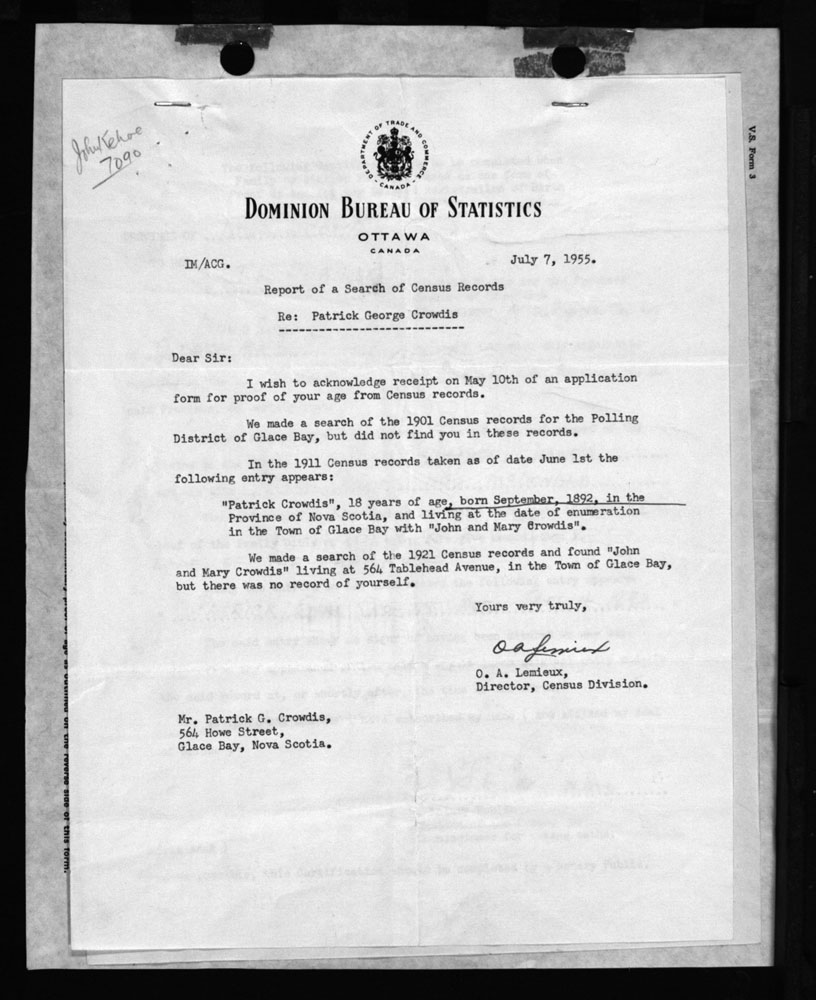 John Kehoe
7090
DEPARTMENT OF TRADE AND COMMERCE
CANADA
DOMINION BUREAU OF STATISTICS
OTTAWA
CANADA
IM/ACG.
July 7, 1955.
Report of a Search of Census Records
Re: Patrick George Crowdis
Dear Sir:
I wish to acknowledge receipt on May 10th of an application
form for proof of your age from Census records.
We made a search of the 1901 Census records for the Polling
District of Glace Bay, but did not find you in these records.
In the 1911 Census records taken as of date June 1st the
following entry appears:
"Patrick Crowdis", 18 years of age, born September, 1892, in the
Province of Nova Scotia, and living at the date of enumeration
in the Town of Glace Bay with "John and Mary Crowdis".
We made a search of the 1921 Census records and found "John
and Mary Crowdis" living at 564 Tablehead Avenue, in the Town of Glace Bay,
but there was no record of yourself.
Yours very truly,
O A Lemieux
O. A. Lemieux,
Director, Census Division.
Mr. Patrick G. Crowdis,
564 Howe Street,
Glace Bay, Nova Scotia.
V.S. Form 3
on the reverse side of this form.